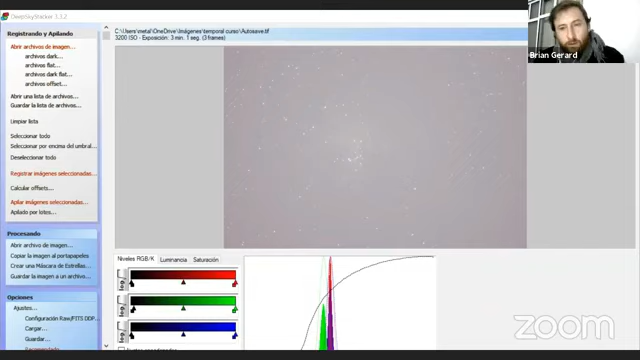 DeepSkyStacker 3.3.2
Registrando y Apilando
Abrir archivos de imagen...
archivos dark...
archivos flat...
archivos dark flat...
archivos offset...
Abrir una lista de archivos...
Guardar la lista de archivos...
Limpiar lista
Seleccionar todo
Seleccionar por encima del umbral...
Deseleccionar todo
Registrar imágenes seleccionadas...
Calcular offsets...
Apilar imágenes seleccionadas...
Apilado por lotes...
Procesando
Abrir archivo de imagen...
Copiar la imagen al portapapeles
Crear una Máscara de Estrellas...
Guardar la imagen a un archivo...
Opciones
Ajustes...
Configuración Raw/FITS DDP...
Cargar...
Guardar...
Recomendado
C:\Users\metal\OneDrive\Imágenes\temporal curso\Autosave.tif
3200 ISO - Exposición: 3 min. 1 seg. (3 frames)
Niveles RGB/K
Luminancia
Saturación
log
log
log
Brian Gerard
zoom